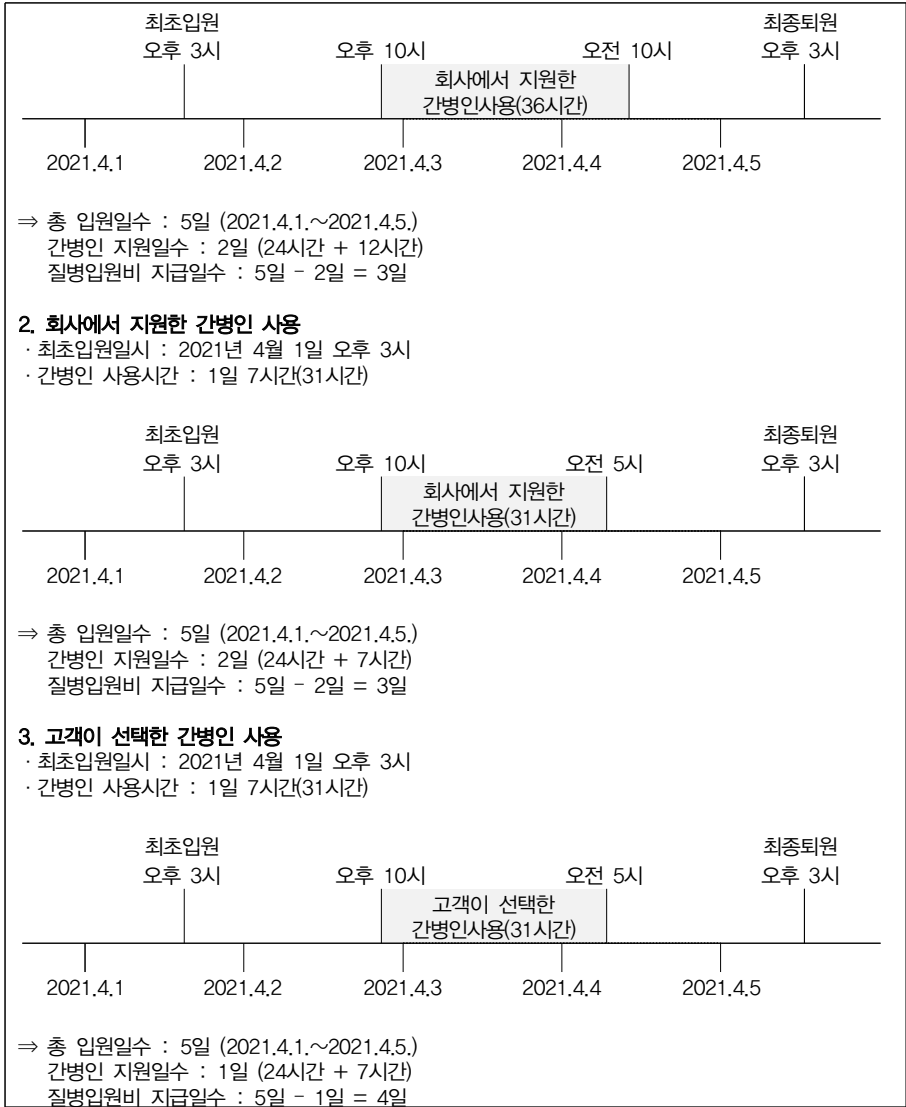 최초입원 최종퇴원
오후 3시 오후 10시 오전 10시 오후 3시
회사에서 지원한
간병인사용(36시간)
2021.4.1 2021.4.2 2021.4.3 2021.4.4 2021.4.5
⇒ 총 입원일수 : 5일 (2021.4.1.~2021.4.5.)
간병인 지원일수 : 2일 (24시간 + 12시간)
질병입원비 지급일수 : 5일 - 2일 = 3일
2. 회사에서 지원한 간병인 사용
· 최초입원일시 : 2021년 4월 1일 오후 3시
· 간병인 사용시간 : 1일 7시간(31시간)
최초입원 최종퇴원
오후 3시 오후 10시 오전 5시 오후 3시
회사에서 지원한
간병인사용(31시간)
2021.4.1 2021.4.2 2021.4.3 2021.4.4 2021.4.5
⇒ 총 입원일수 : 5일 (2021.4.1.~2021.4.5.)
간병인 지원일수 : 2일 (24시간 + 7시간)
질병입원비 지급일수 : 5일 - 2일 = 3일
3. 고객이 선택한 간병인 사용
· 최초입원일시 : 2021년 4월 1일 오후 3시
· 간병인 사용시간 : 1일 7시간(31시간)
최초입원 최종퇴원
오후 3시 오후 10시 오전 5시 오후 3시
고객이 선택한
간병인사용(31시간)
2021.4.1 2021.4.2 2021.4.3 2021.4.4 2021.4.5
⇒ 총 입원일수 : 5일 (2021.4.1.~2021.4.5.)
간병인 지원일수 : 1일 (24시간 + 7시간)
질병입원비 지급일수 : 5일 - 1일 = 4일